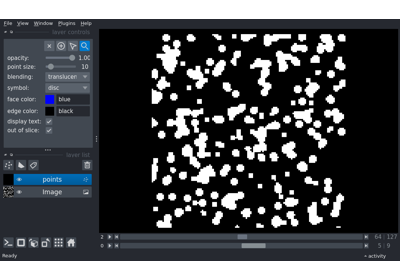 File View Window Plugins Help
layer controls
opacity: 1.00
point size: 10
blending: translucen
symbol: disc
face color: blue
edge color: black
display text:
out of slice:
layer list
points
Image
2 64 127
0 5 9
Ready activity